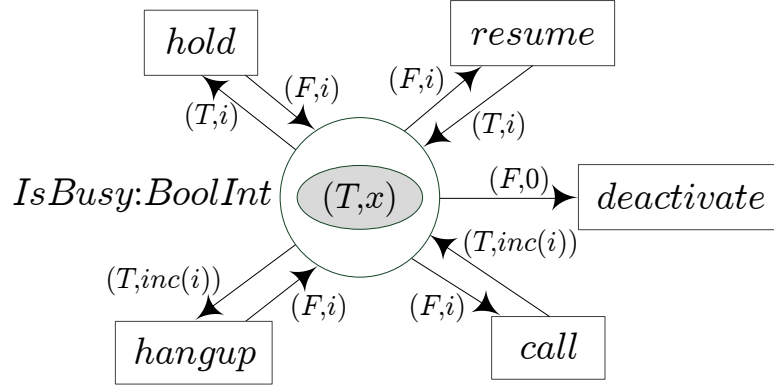 hold
resume
(F,i)
(F,i)
(T,i)
(T,i)
IsBusy:BoolInt
(T,x)
(F,0)
deactivate
(T,inc(i))
(T,inc(i))
(F,i)
(F,i)
hangup
call